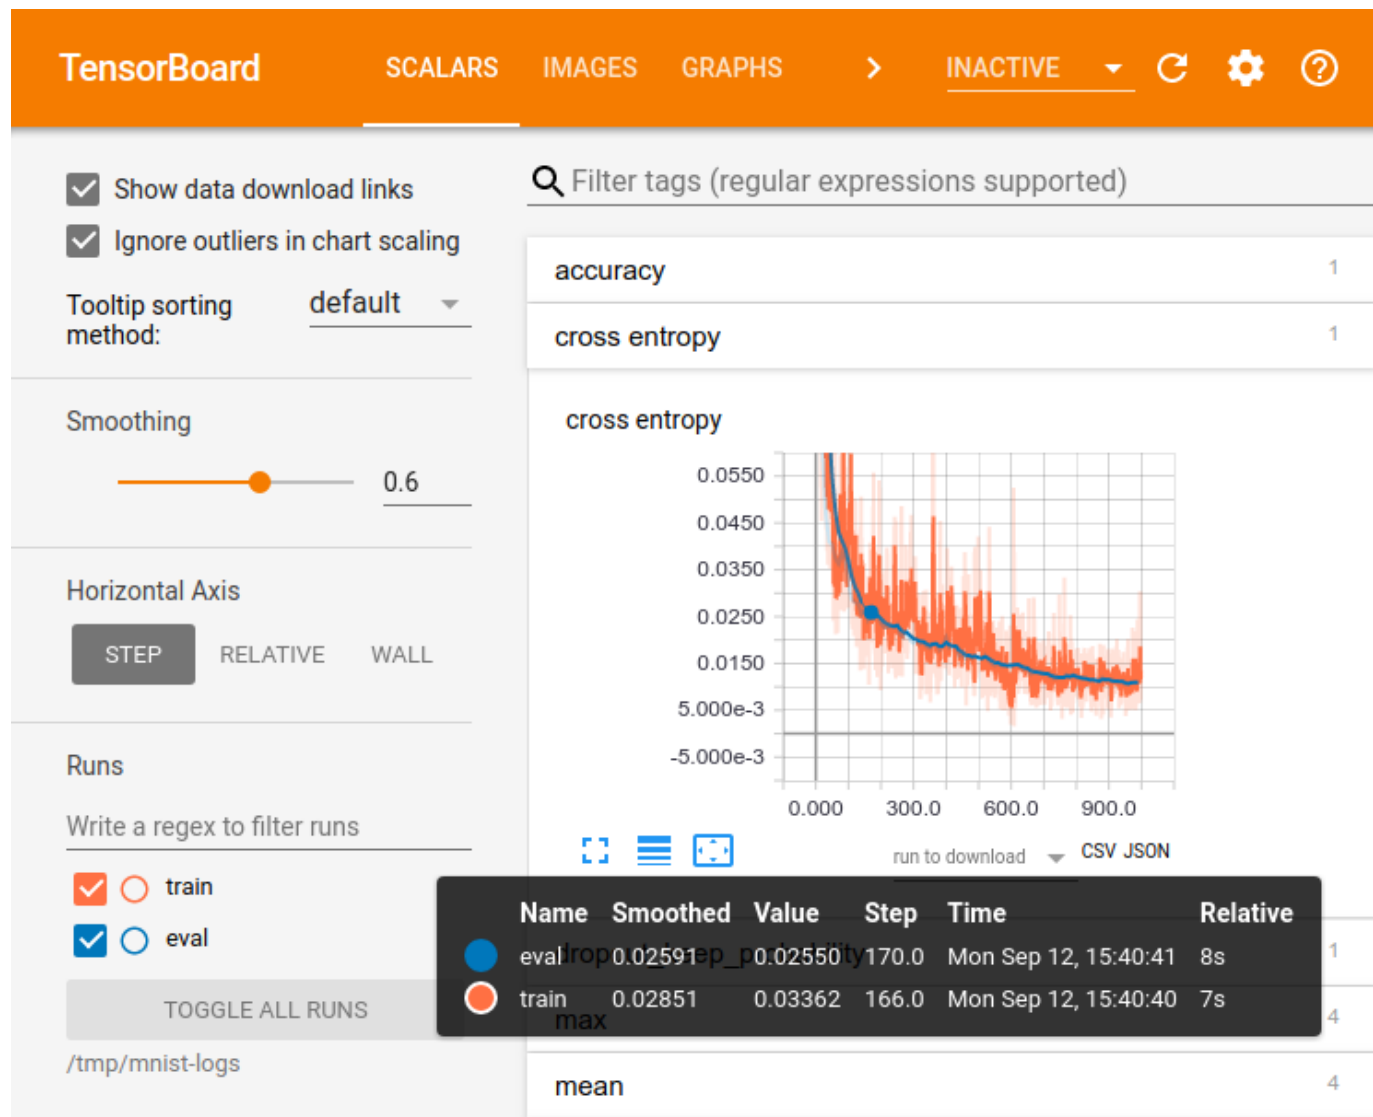 TensorBoard SCALARS IMAGES GRAPHS INACTIVE
Show data download links
Ignore outliers in chart scaling
Tooltip sorting method: default
Smoothing
0.6
Horizontal Axis
STEP RELATIVE WALL
Runs
Write a regex to filter runs
train
eval
TOGGLE ALL RUNS
/tmp/mnist-logs
Filter tags (regular expressions supported)
accuracy 1
cross entropy 1
cross entropy
0.0550
0.0450
0.0350
0.0250
0.0150
5.000e-3
-5.000e-3
0.000 300.0 600.0 900.0
run to download CSV JSON
Name Smoothed Value Step Time Relative
eval 0.02591 0.02550 170.0 Mon Sep 12, 15:40:41 8s
train 0.02851 0.03362 166.0 Mon Sep 12, 15:40:40 7s
1
max 4
mean 4